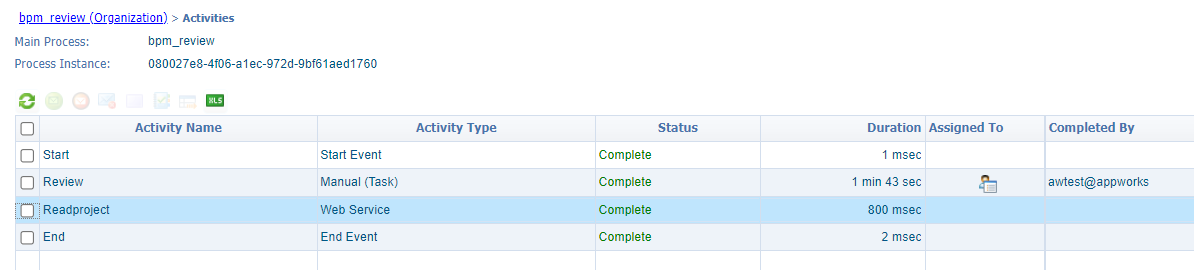 bpm_review (Organization) > Activities
Main Process: bpm_review
Process Instance: 080027e8-4f06-a1ec-972d-9bf61aed1760
XLS
Activity Name Activity Type Status Duration Assigned To Completed By
Start Start Event Complete 1 msec
Review Manual (Task) Complete 1 min 43 sec awtest@appworks
Readproject Web Service Complete 800 msec
End End Event Complete 2 msec